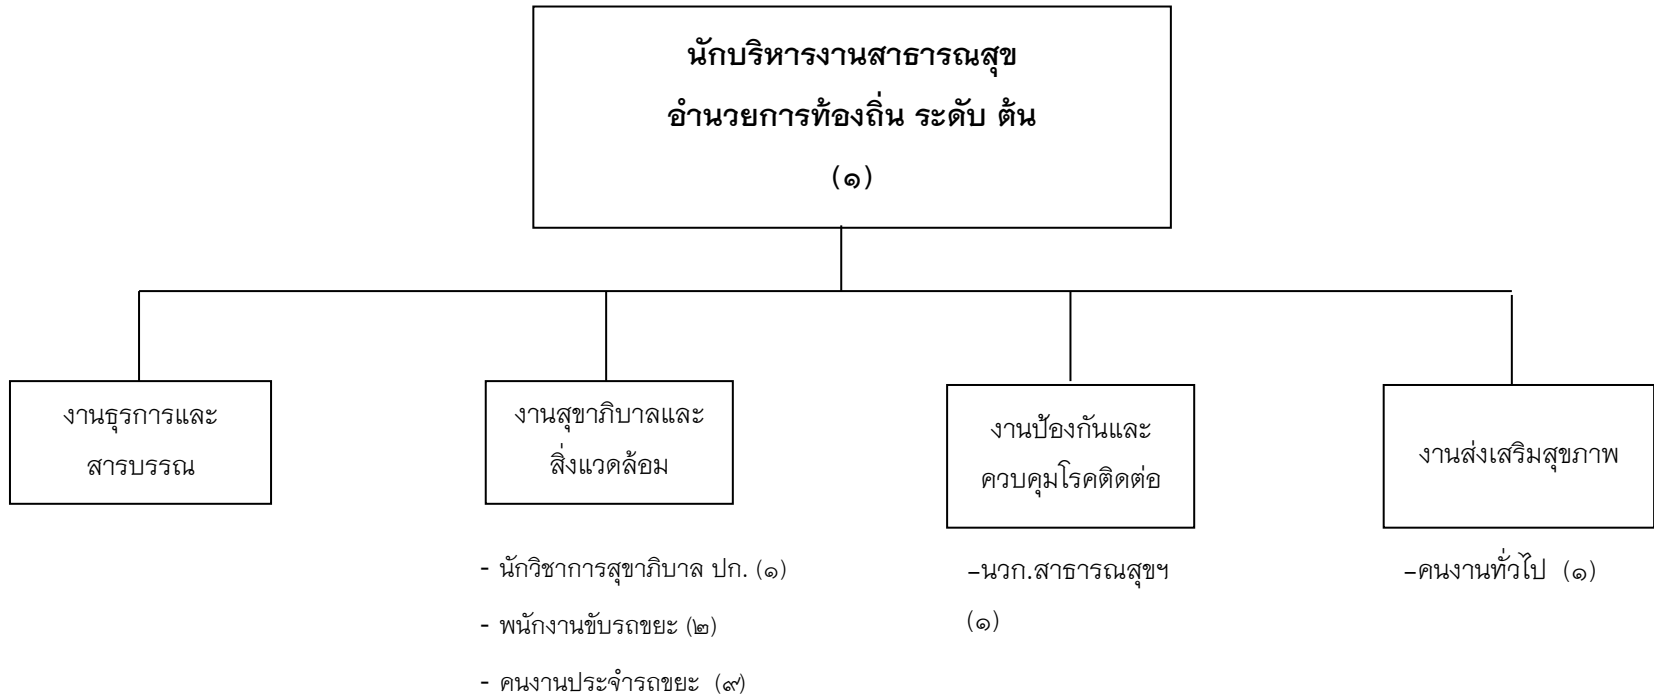 นักบริหารงานสาธารณสุข
อำนวยการท้องถิ่น ระดับ ต้น
(๑)
งานธุรการและ
สารบรรณ
งานสุขาภิบาลและ
สิ่งแวดล้อม
งานป้องกันและ
ควบคุมโรคติดต่อ
งานส่งเสริมสุขภาพ
- นักวิชาการสุขาภิบาล ปก. (๑)
- พนักงานขับรถขยะ (๒)
- คนงานประจำรถขยะ (๙)
-นวก.สาธารณสุขฯ
(๑)
-คนงานทั่วไป (๑)